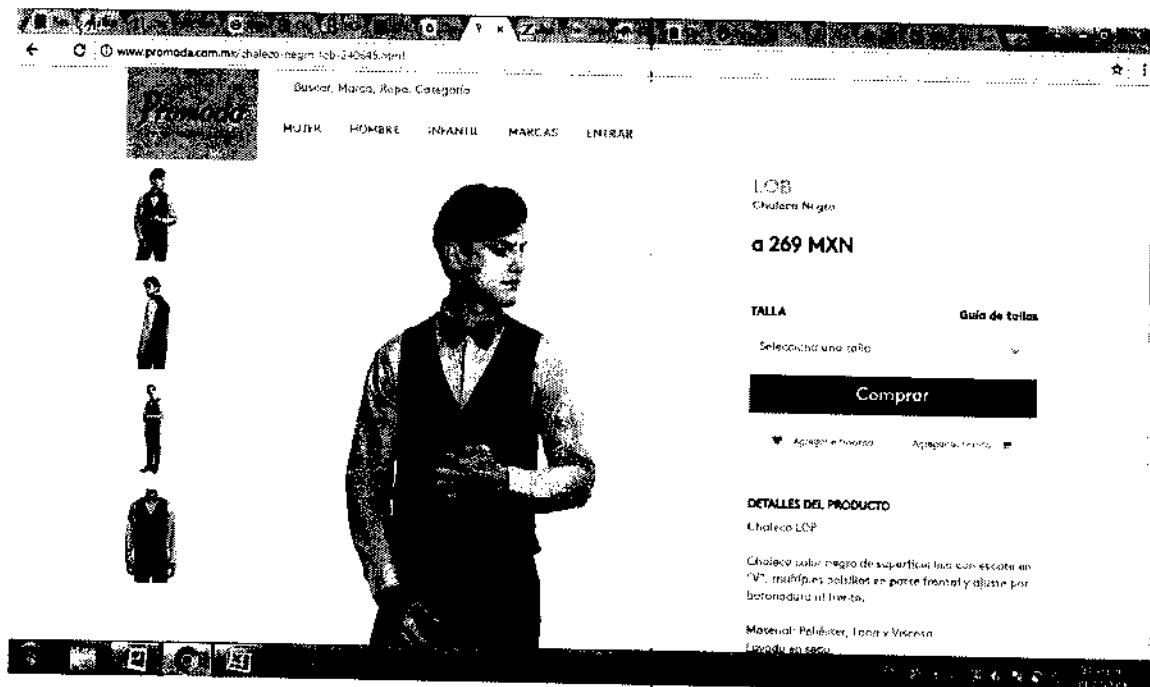 www.promoda.com.mx/chaleco-negro-lob-240645.html
Promoda
Buscar, Marca, Ropa, Categoría
MUJER HOMBRE INFANTIL MARCAS ENTRAR
LOB
Chaleco Negro
a 269 MXN
TALLA Guía de tallas
Selecciona una talla
Comprar
DETALLES DEL PRODUCTO
Chaleco LOB
Chaleco color negro de superficie lisa con escote en
"V", múltiples bolsillos en parte frontal y ajuste por
botonadura al frente.
Material: Poliéster, Lana y Viscosa
Lavado en seco